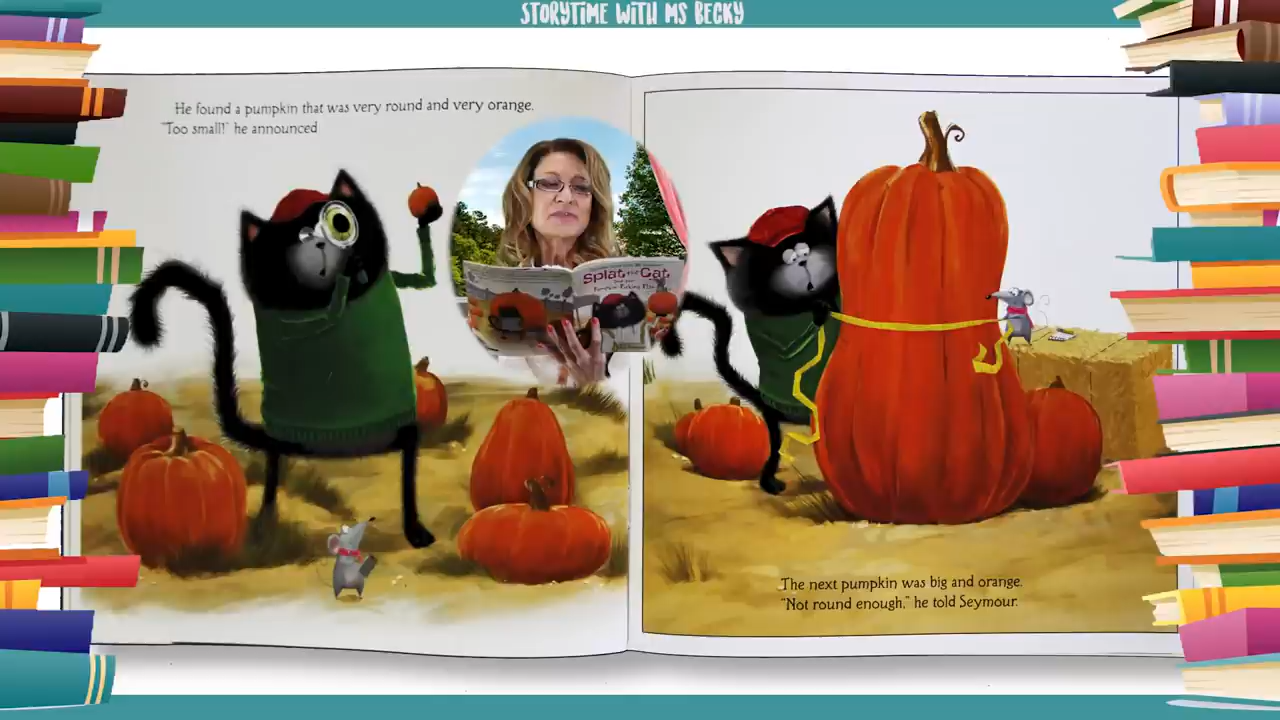 STORYTIME WITH MS BECKY
He found a pumpkin that was very round and very orange.
"Too small!" he announced
Splat the Cat
The next pumpkin was big and orange.
"Not round enough," he told Seymour.